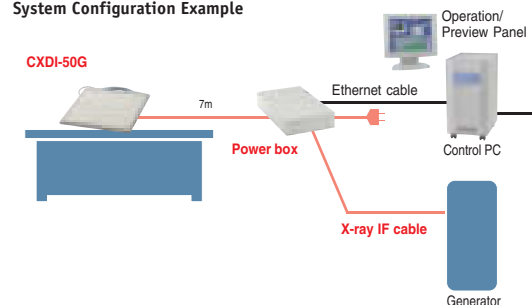 System Configuration Example
Operation/
Preview Panel
CXDI-50G
7m
Ethernet cable
Power box
Control PC
X-ray IF cable
Generator